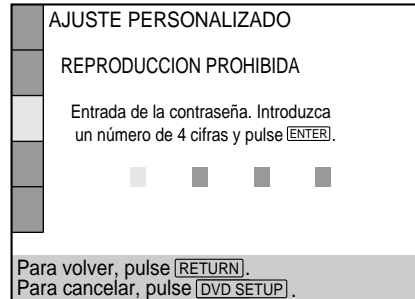 AJUSTE PERSONALIZADO
REPRODUCCION PROHIBIDA
Entrada de la contraseña. Introduzca
un número de 4 cifras y pulse ENTER.
Para volver, pulse RETURN.
Para cancelar, pulse DVD SETUP.